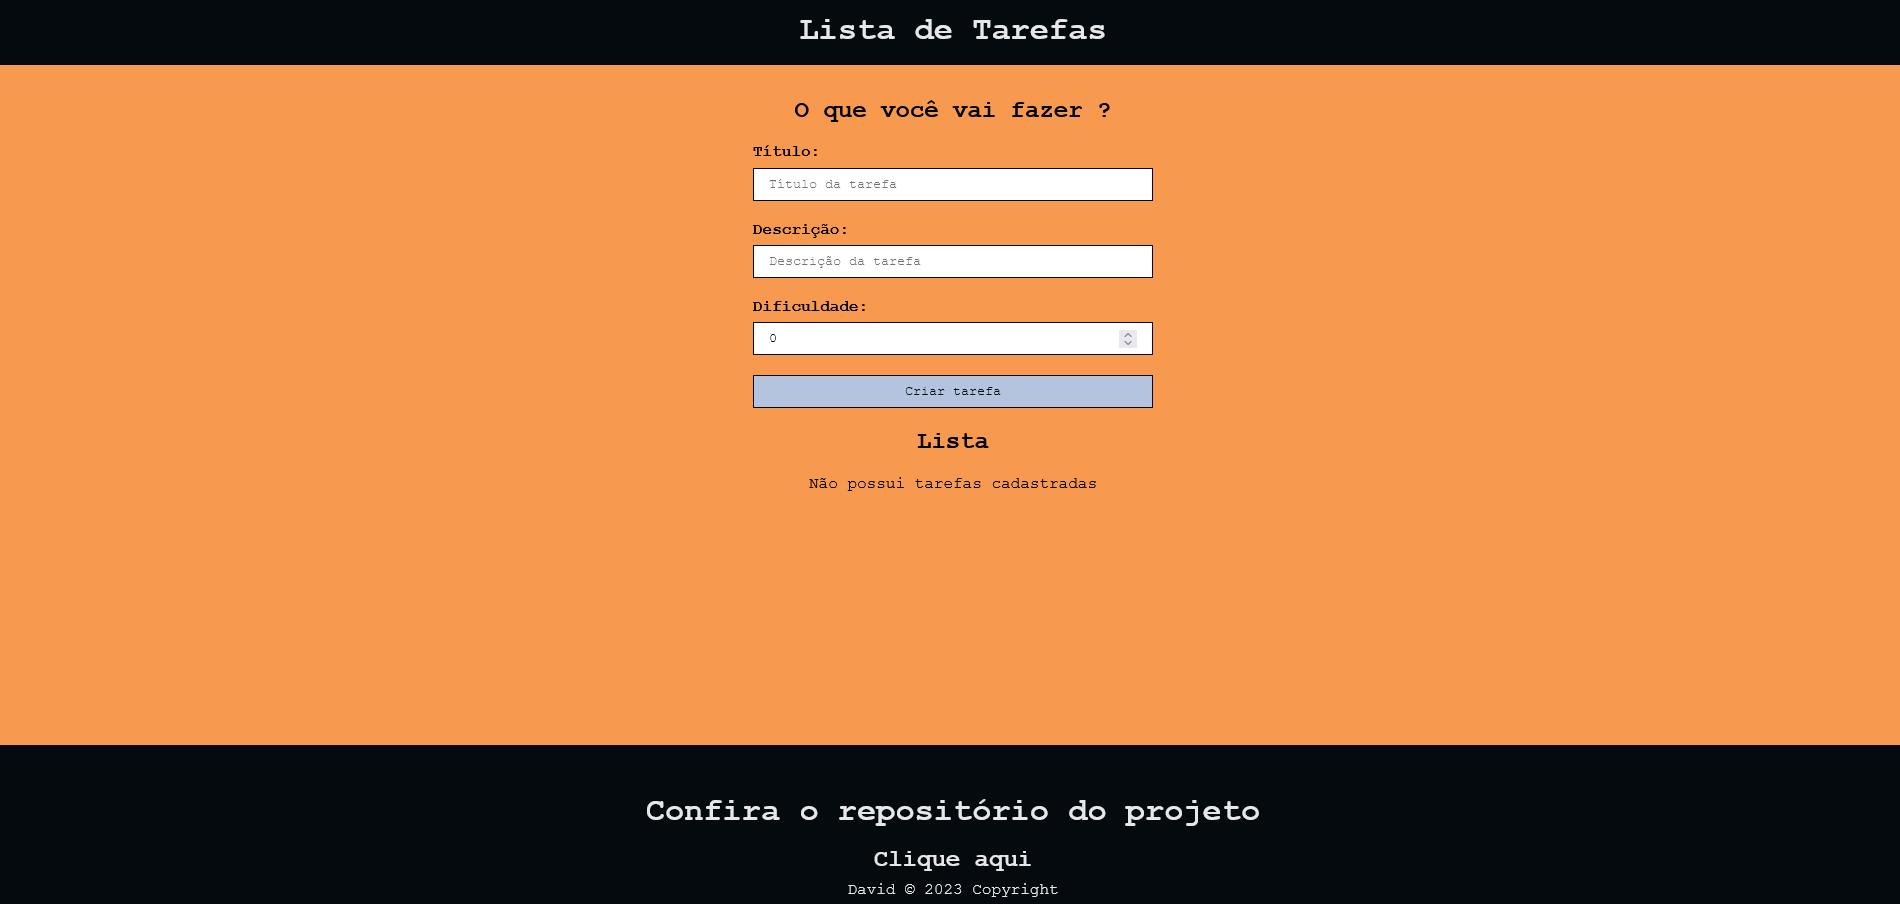 Lista de Tarefas
O que você vai fazer ?
Título:
Título da tarefa
Descrição:
Descrição da tarefa
Dificuldade:
0
Criar tarefa
Lista
Não possui tarefas cadastradas
Confira o repositório do projeto
Clique aqui
David © 2023 Copyright